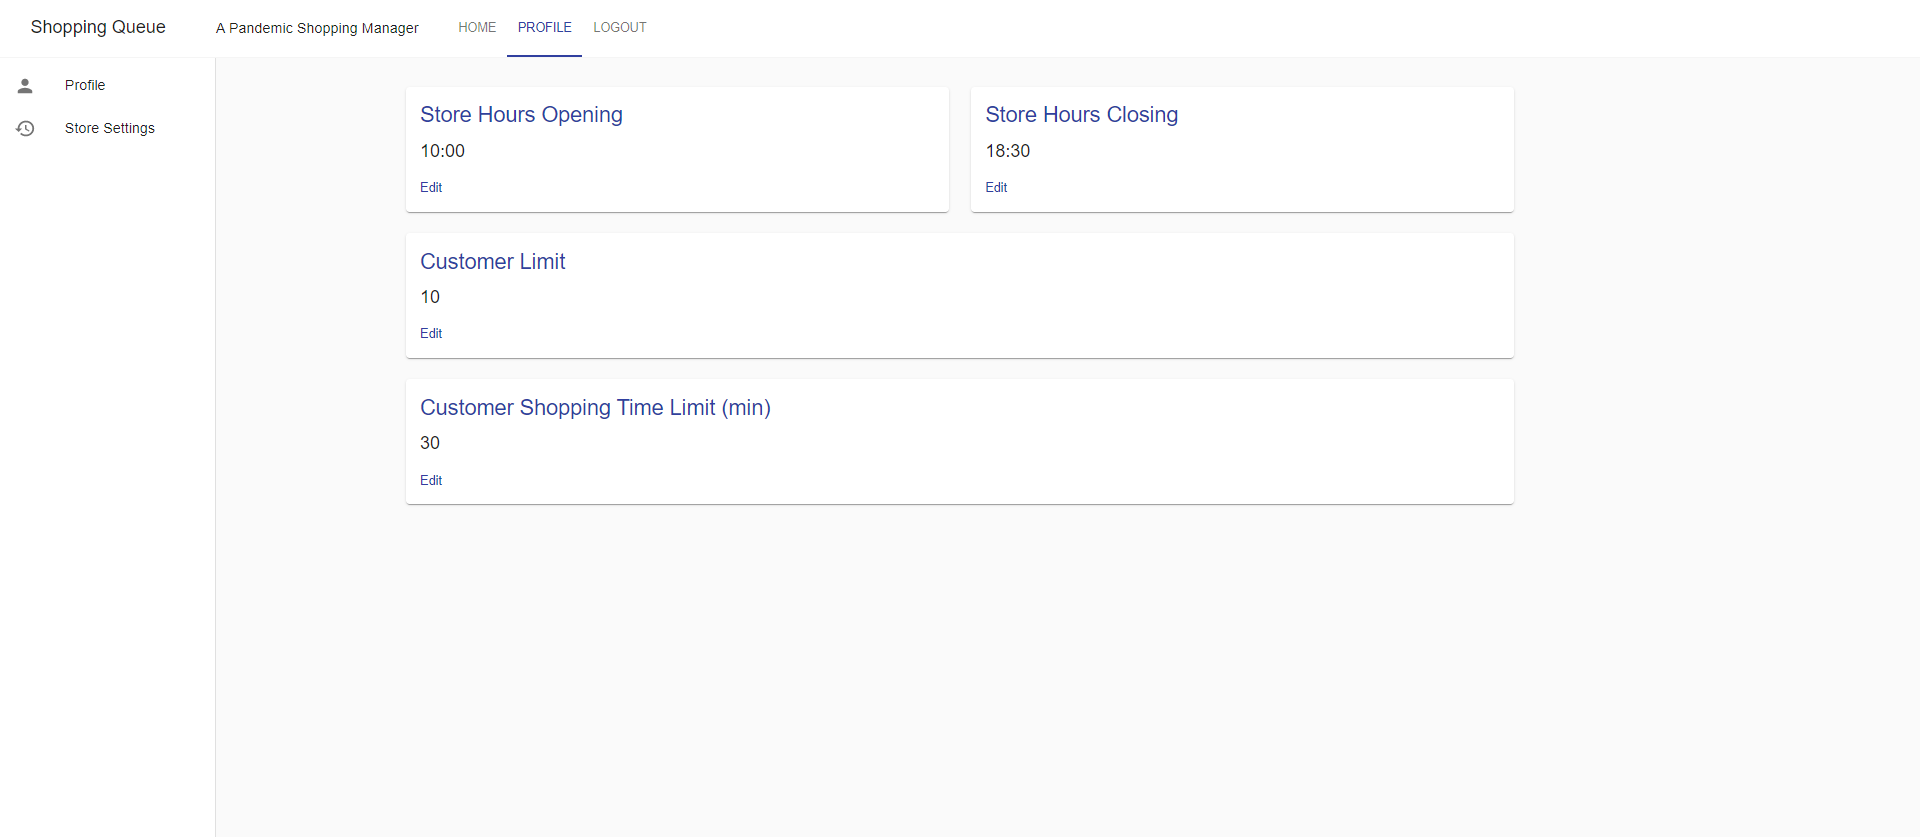 Shopping Queue
A Pandemic Shopping Manager
HOME
PROFILE
LOGOUT
Profile
Store Settings
Store Hours Opening
10:00
Edit
Store Hours Closing
18:30
Edit
Customer Limit
10
Edit
Customer Shopping Time Limit (min)
30
Edit